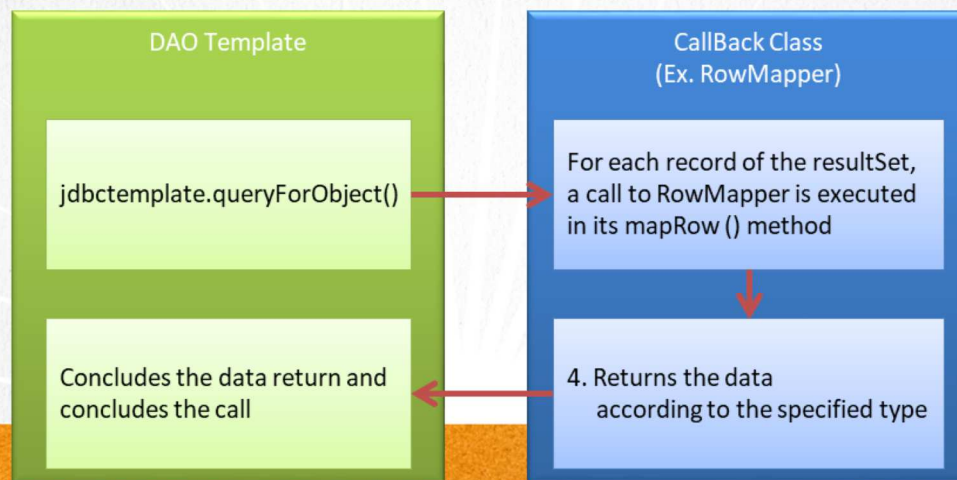 DAO Template
jdbctemplate.queryForObject()
Concludes the data return and
concludes the call
CallBack Class
(Ex. RowMapper)
For each record of the resultSet,
a call to RowMapper is executed
in its mapRow () method
4. Returns the data
according to the specified type